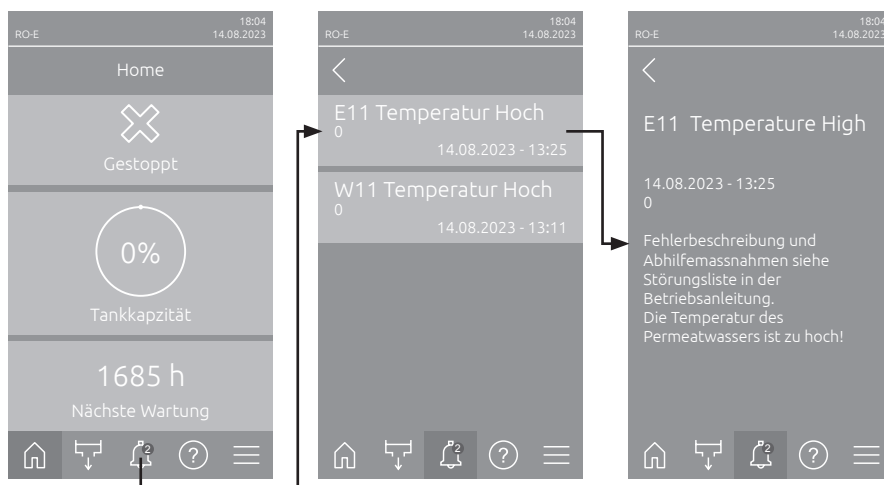 18:04
RO-E 14.08.2023
Home
Gestoppt
0%
Tankkapzität
1685 h
Nächste Wartung
2
?
18:04
RO-E 14.08.2023
E11 Temperatur Hoch
0
14.08.2023 - 13:25
W11 Temperatur Hoch
0
14.08.2023 - 13:11
2
?
18:04
RO-E 14.08.2023
E11 Temperature High
14.08.2023 - 13:25
0
Fehlerbeschreibung und
Abhilfemassnahmen siehe
Störungsliste in der
Betriebsanleitung.
Die Temperatur des
Permeatwassers ist zu hoch!
2
?